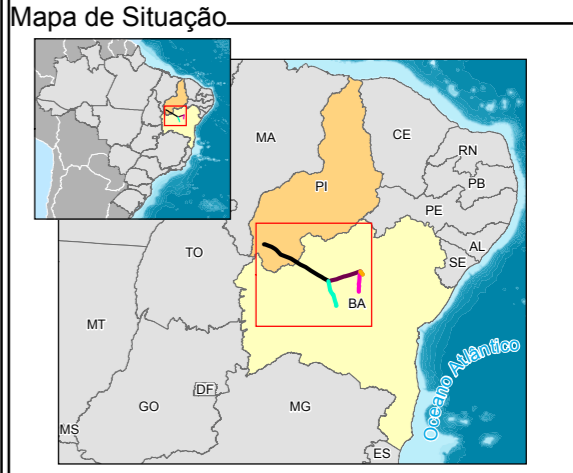 Mapa de Situação
MA
CE
RN
PB
PI
PE
AL
SE
TO
BA
MT
Oceano Atlântico
DF
GO
MG
MS
ES